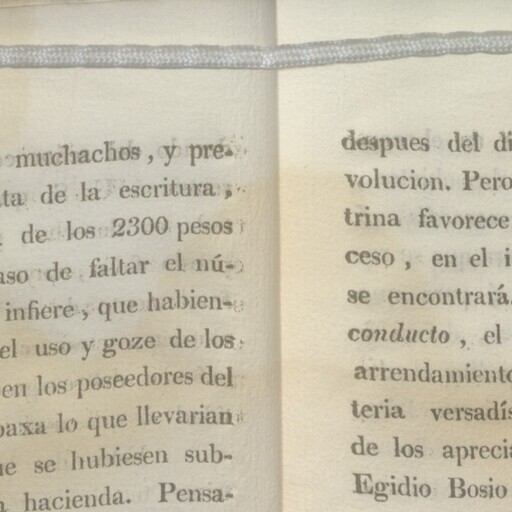 muchachos, y pre-
ta de la escritura,
de los 2300 pesos
aso de faltar el nú-
infiere, que habien-
el uso y goze de los
en los poseedores del
baxa lo que llevarian
ue se hubiesen sub-
hacienda. Pensa-
despues del di
volucion. Pero
trina favorece
ceso, en el i
se encontrará
conducto, el
arrendamiento
teria versadís
de los aprecia
Egidio Bosio